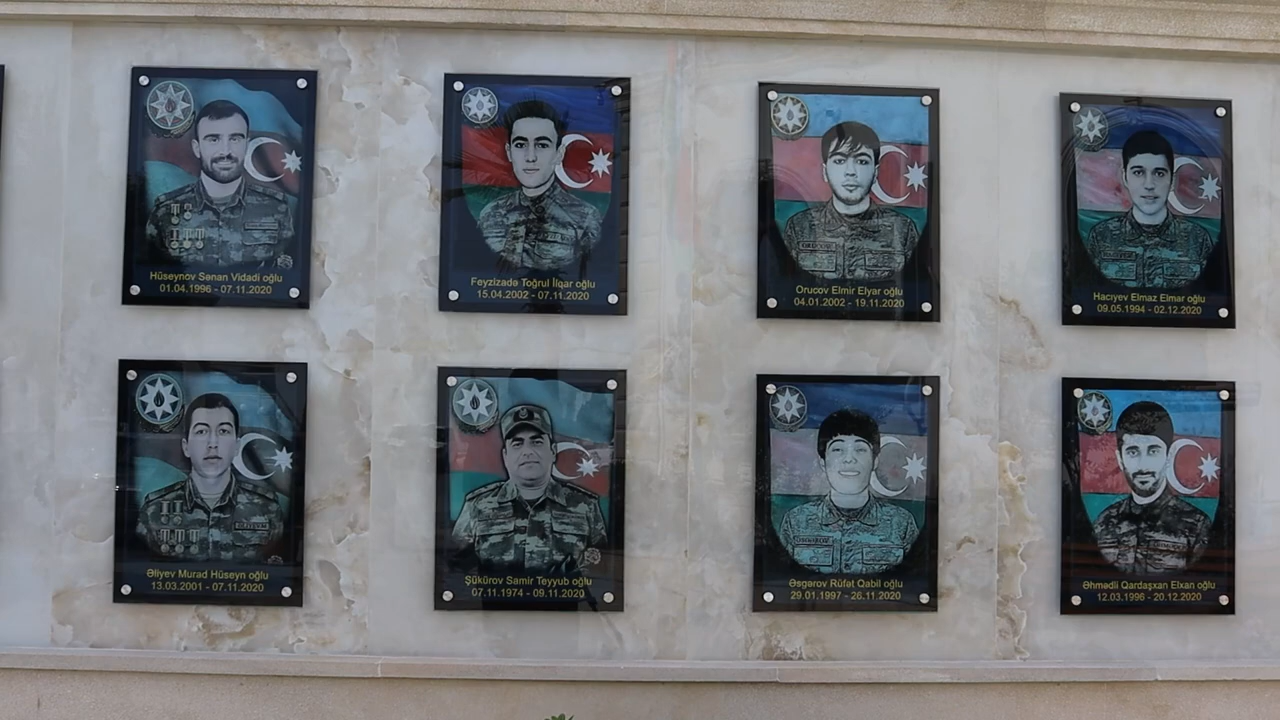 Hüseynov Sənan Vidadi oğlu
01.04.1996 - 07.11.2020
Feyzizadə Toğrul İlqar oğlu
15.04.2002 - 07.11.2020
ORUCOV
Orucov Elmir Elyar oğlu
04.01.2002 - 19.11.2020
Hacıyev Elmaz Elmar oğlu
09.05.1994 - 02.12.2020
Əliyev Murad Hüseyn oğlu
13.03.2001 - 07.11.2020
Şükürov Samir Teyyub oğlu
07.11.1974 - 09.11.2020
ƏSGƏROV
Əsgərov Rüfət Qabil oğlu
29.01.1997 - 26.11.2020
Əhmədli Qardaşxan Elxan oğlu
12.03.1996 - 20.12.2020